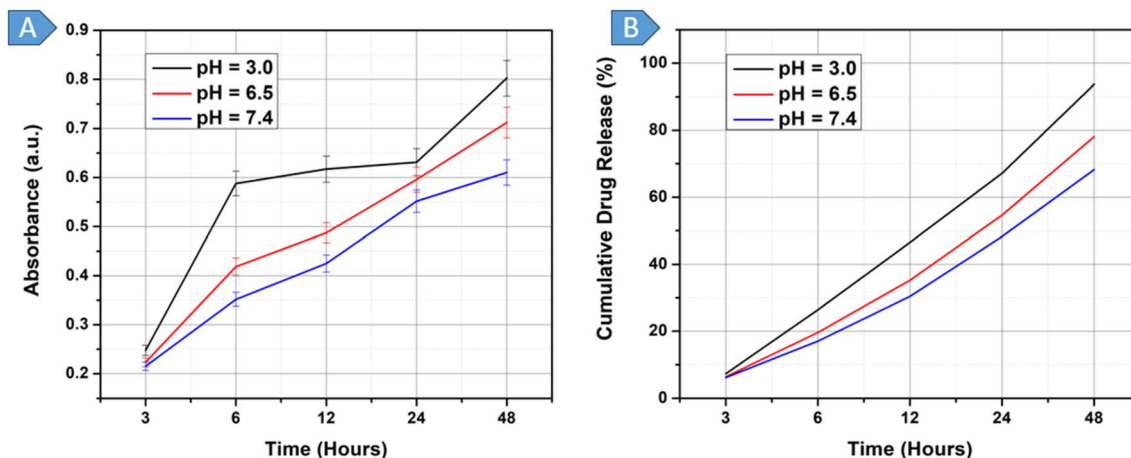 A
0.9
0.8
0.7
0.6
0.5
0.4
0.3
0.2
Absorbance (a.u.)
pH = 3.0
pH = 6.5
pH = 7.4
3 6 12 24 48
Time (Hours)
B
100
80
60
40
20
0
Cumulative Drug Release (%)
pH = 3.0
pH = 6.5
pH = 7.4
3 6 12 24 48
Time (Hours)